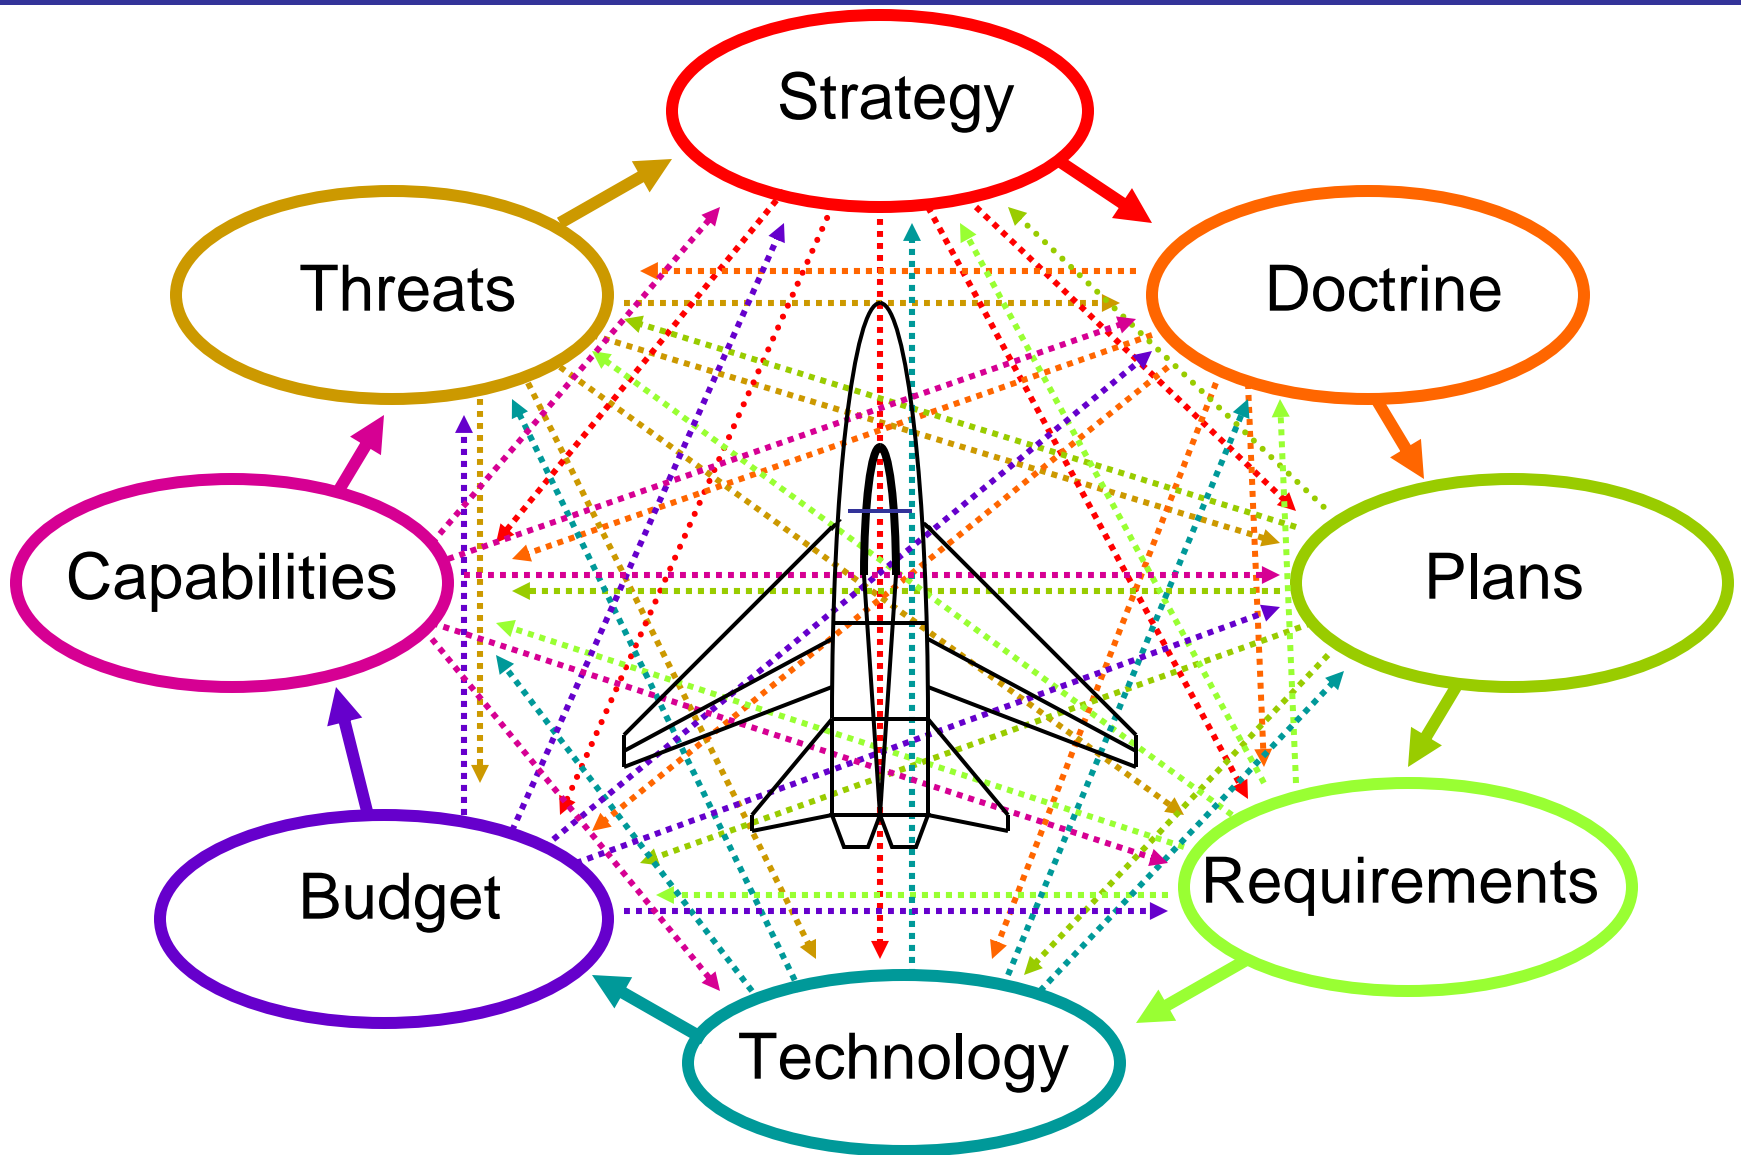 Strategy
Threats
Doctrine
Capabilities
Plans
Budget
Requirements
Technology